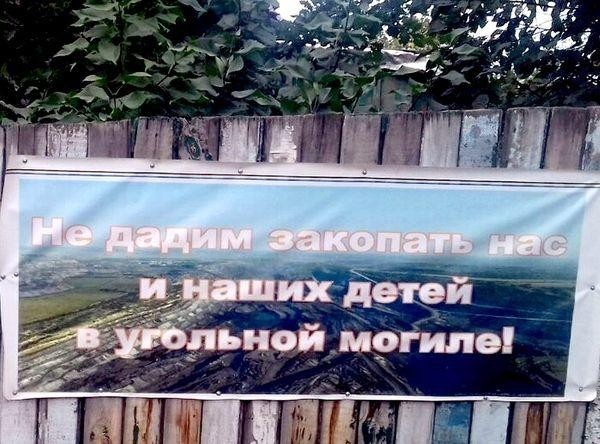 Не дадим закопать нас
и наших детей
в угольной могиле!